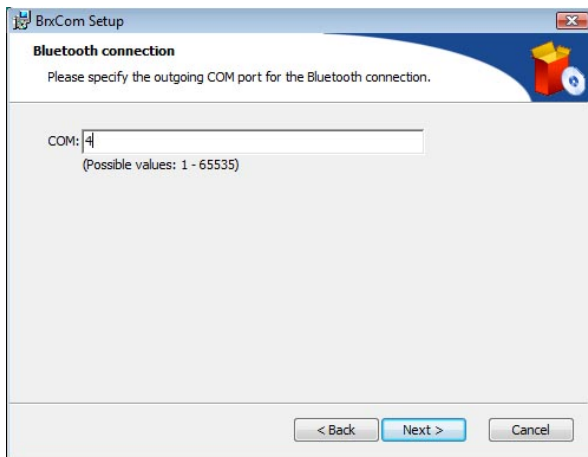 BrxCom Setup
Bluetooth connection
Please specify the outgoing COM port for the Bluetooth connection.
COM: 4
(Possible values: 1 - 65535)
< Back Next > Cancel